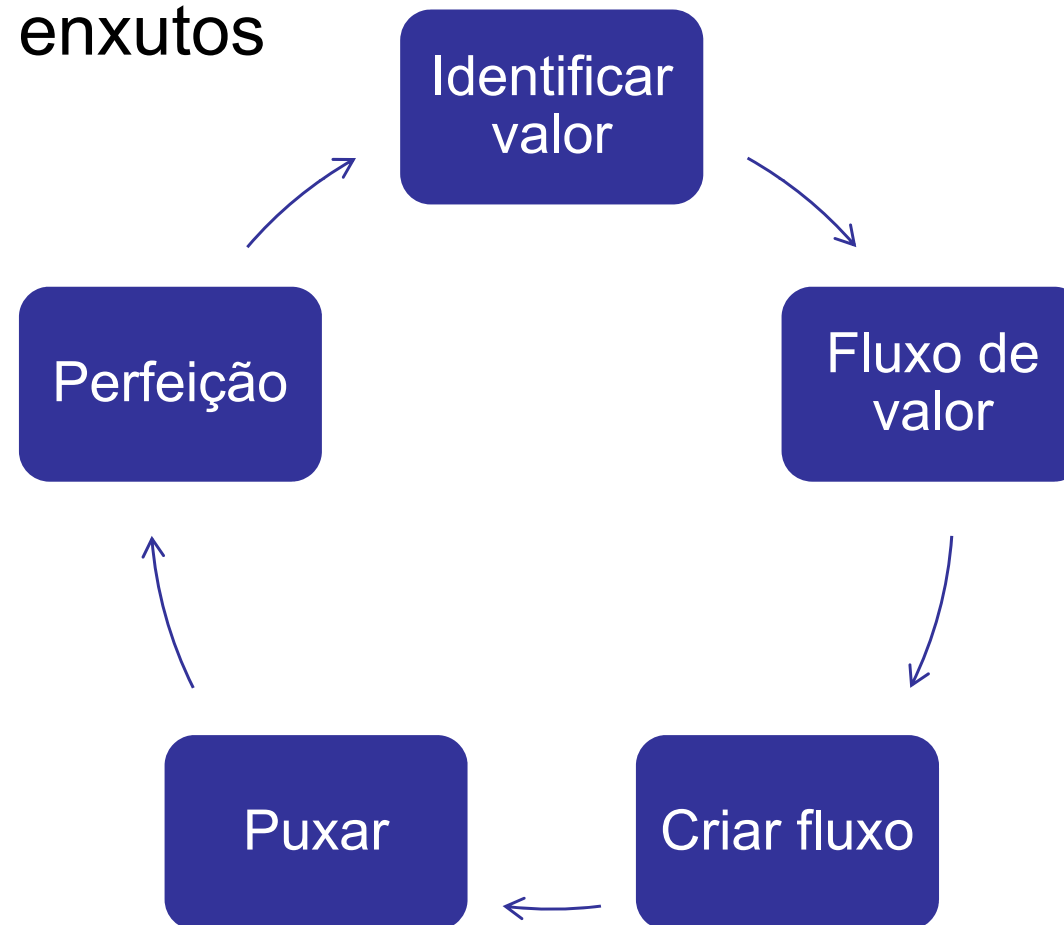 enxutos
Identificar
valor
Fluxo de
valor
Criar fluxo
Puxar
Perfeição